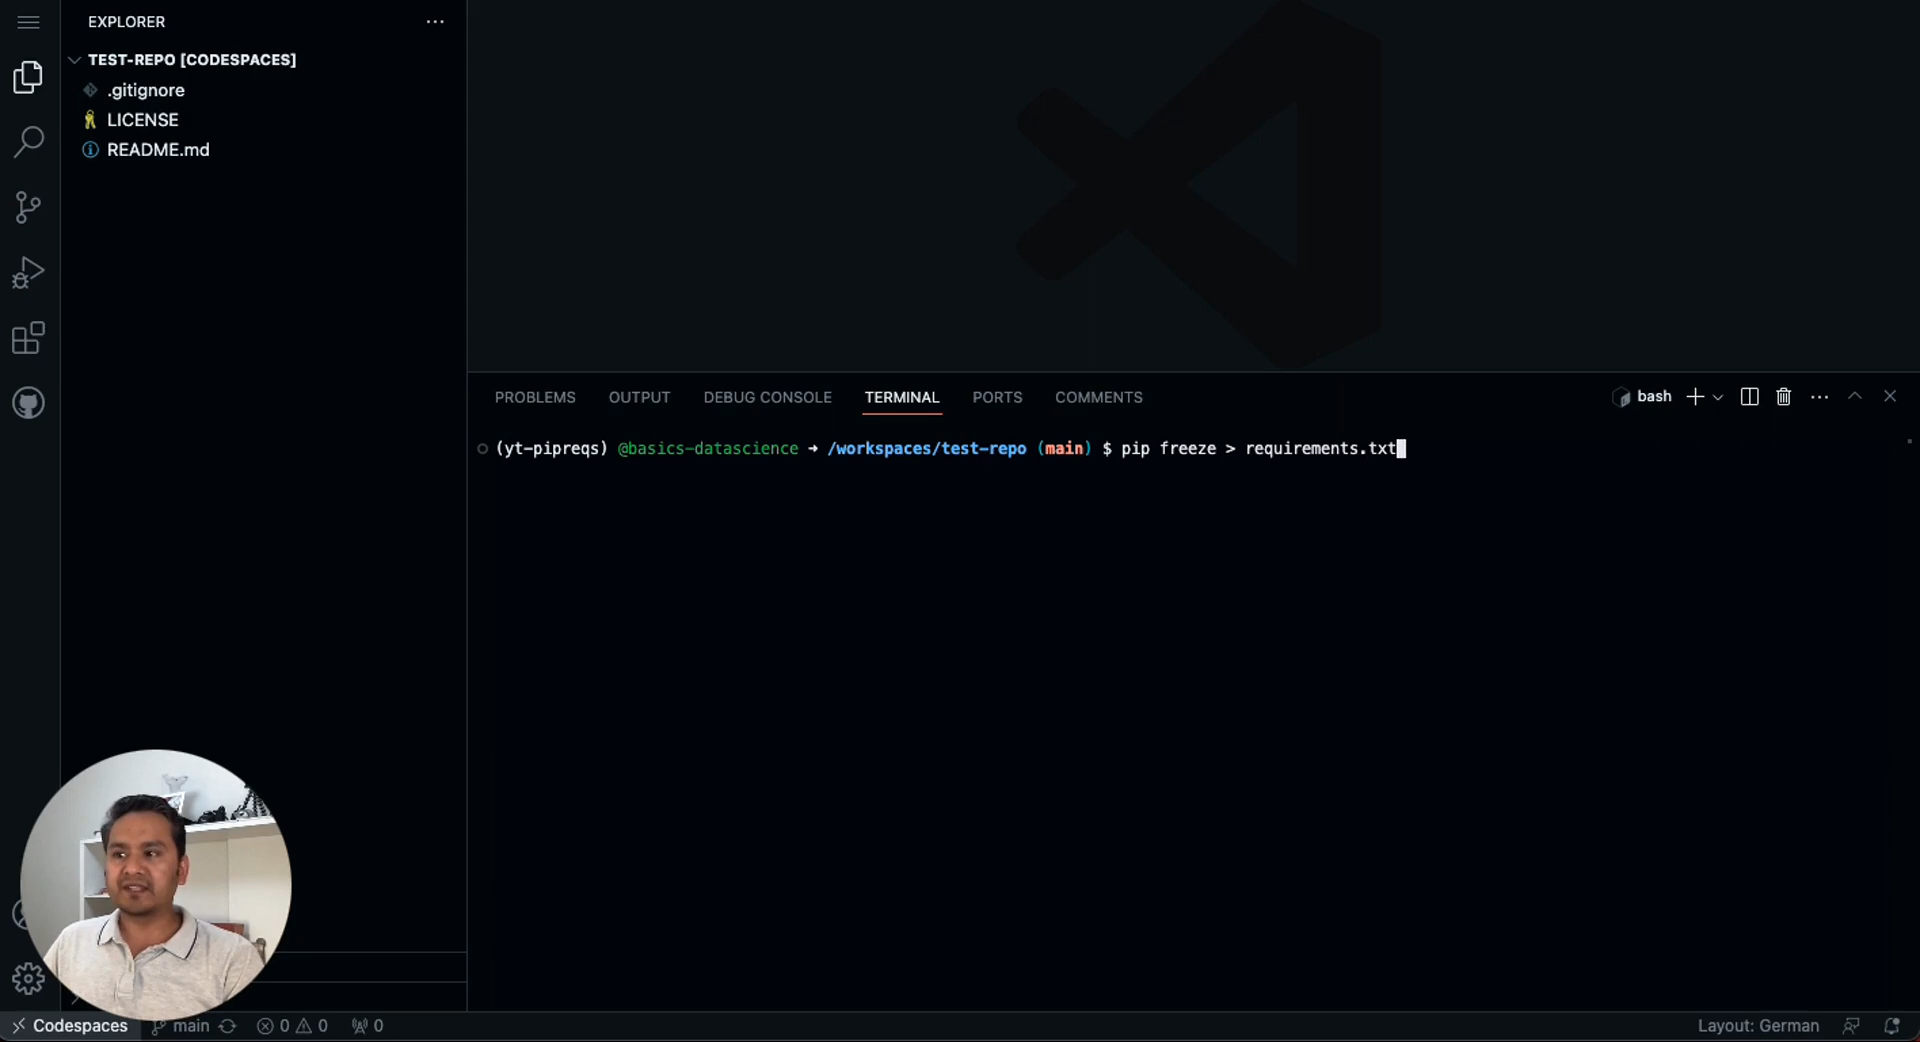 EXPLORER
TEST-REPO [CODESPACES]
.gitignore
LICENSE
README.md
PROBLEMS OUTPUT DEBUG CONSOLE TERMINAL PORTS COMMENTS
bash
(yt-pipreqs) @basics-datascience ➜ /workspaces/test-repo (main) $ pip freeze > requirements.txt
Codespaces main 0 0 0
Layout: German